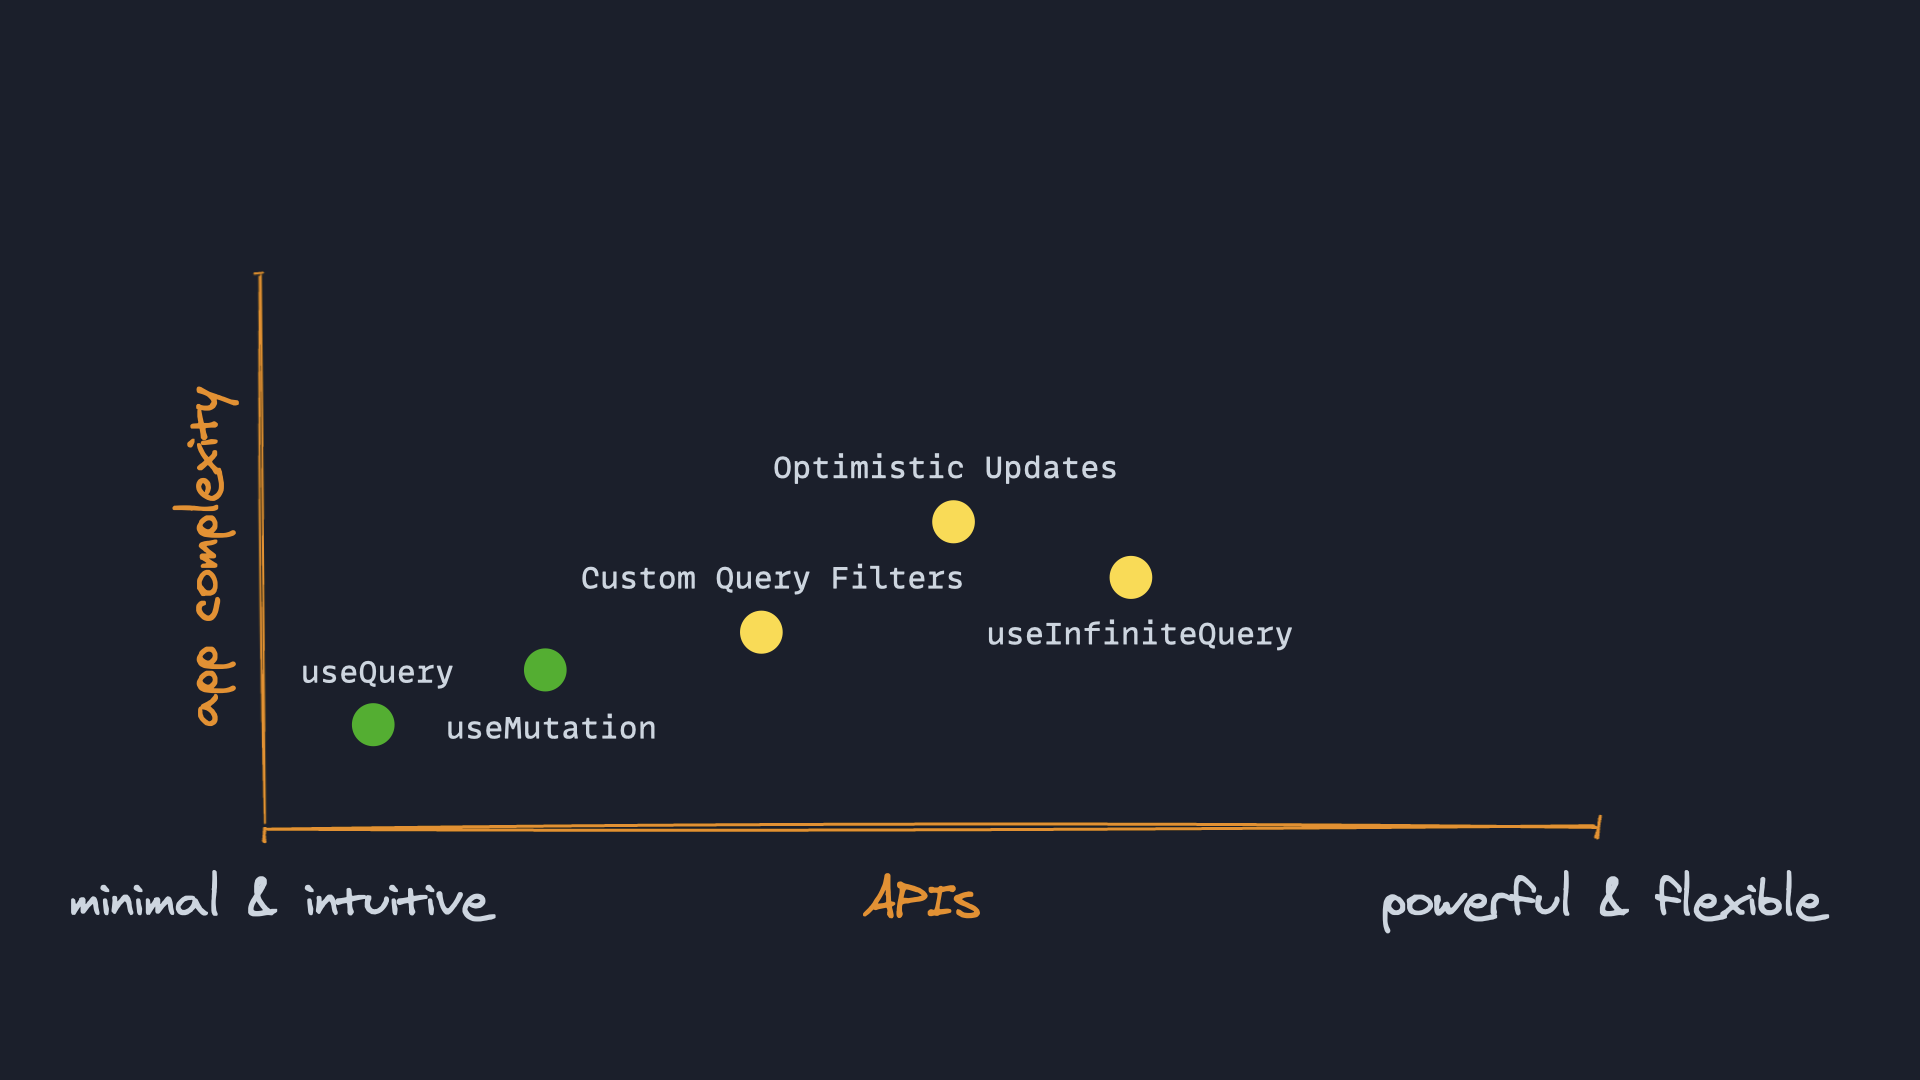 app complexity
Optimistic Updates
Custom Query Filters
useInfiniteQuery
useQuery
useMutation
minimal & intuitive
APIs
powerful & flexible